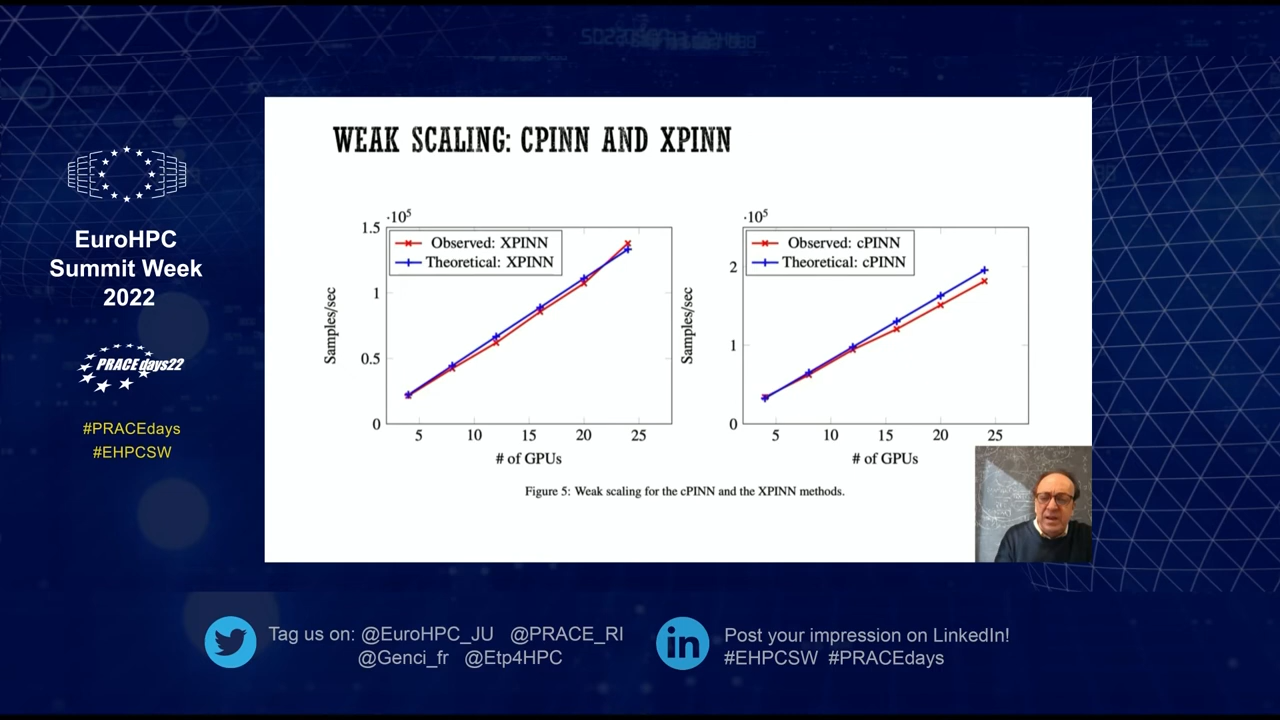 EuroHPC
Summit Week
2022
PRACEdays22
#PRACEdays
#EHPCSW
WEAK SCALING: CPINN AND XPINN
·10⁵
1.5
1
0.5
0
Samples/sec
Observed: XPINN
Theoretical: XPINN
5 10 15 20 25
# of GPUs
·10⁵
2
1
0
Samples/sec
Observed: cPINN
Theoretical: cPINN
5 10 15 20 25
# of GPUs
Figure 5: Weak scaling for the cPINN and the XPINN methods.
Tag us on: @EuroHPC_JU @PRACE_RI
@Genci_fr @Etp4HPC
in
Post your impression on LinkedIn!
#EHPCSW #PRACEdays